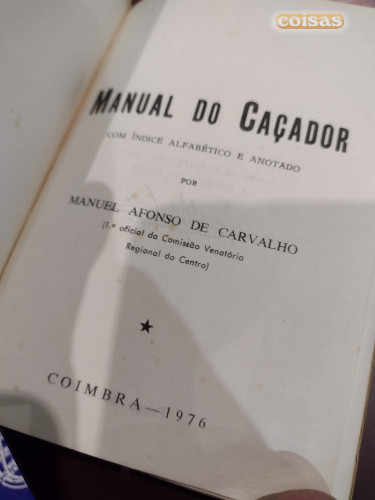 coisas
MANUAL DO CAÇADOR
COM ÍNDICE ALFABÉTICO E ANOTADO
POR
MANUEL AFONSO DE CARVALHO
(1.º oficial da Comissão Venatória
Regional do Centro)
COIMBRA—1976